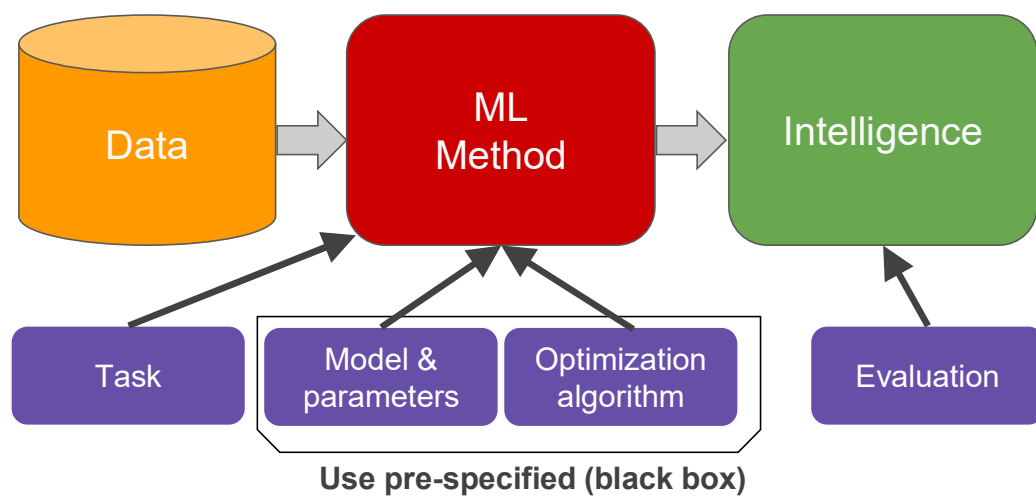 Data
ML
Method
Intelligence
Task
Model &
parameters
Optimization
algorithm
Evaluation
Use pre-specified (black box)